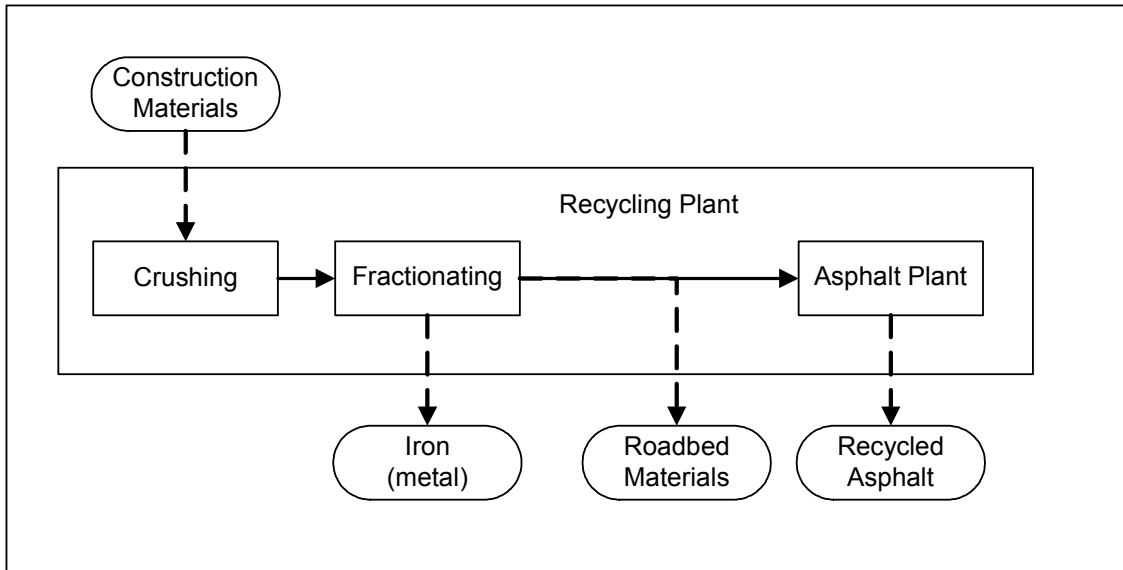 Construction
Materials
Recycling Plant
Crushing
Fractionating
Asphalt Plant
Iron
(metal)
Roadbed
Materials
Recycled
Asphalt